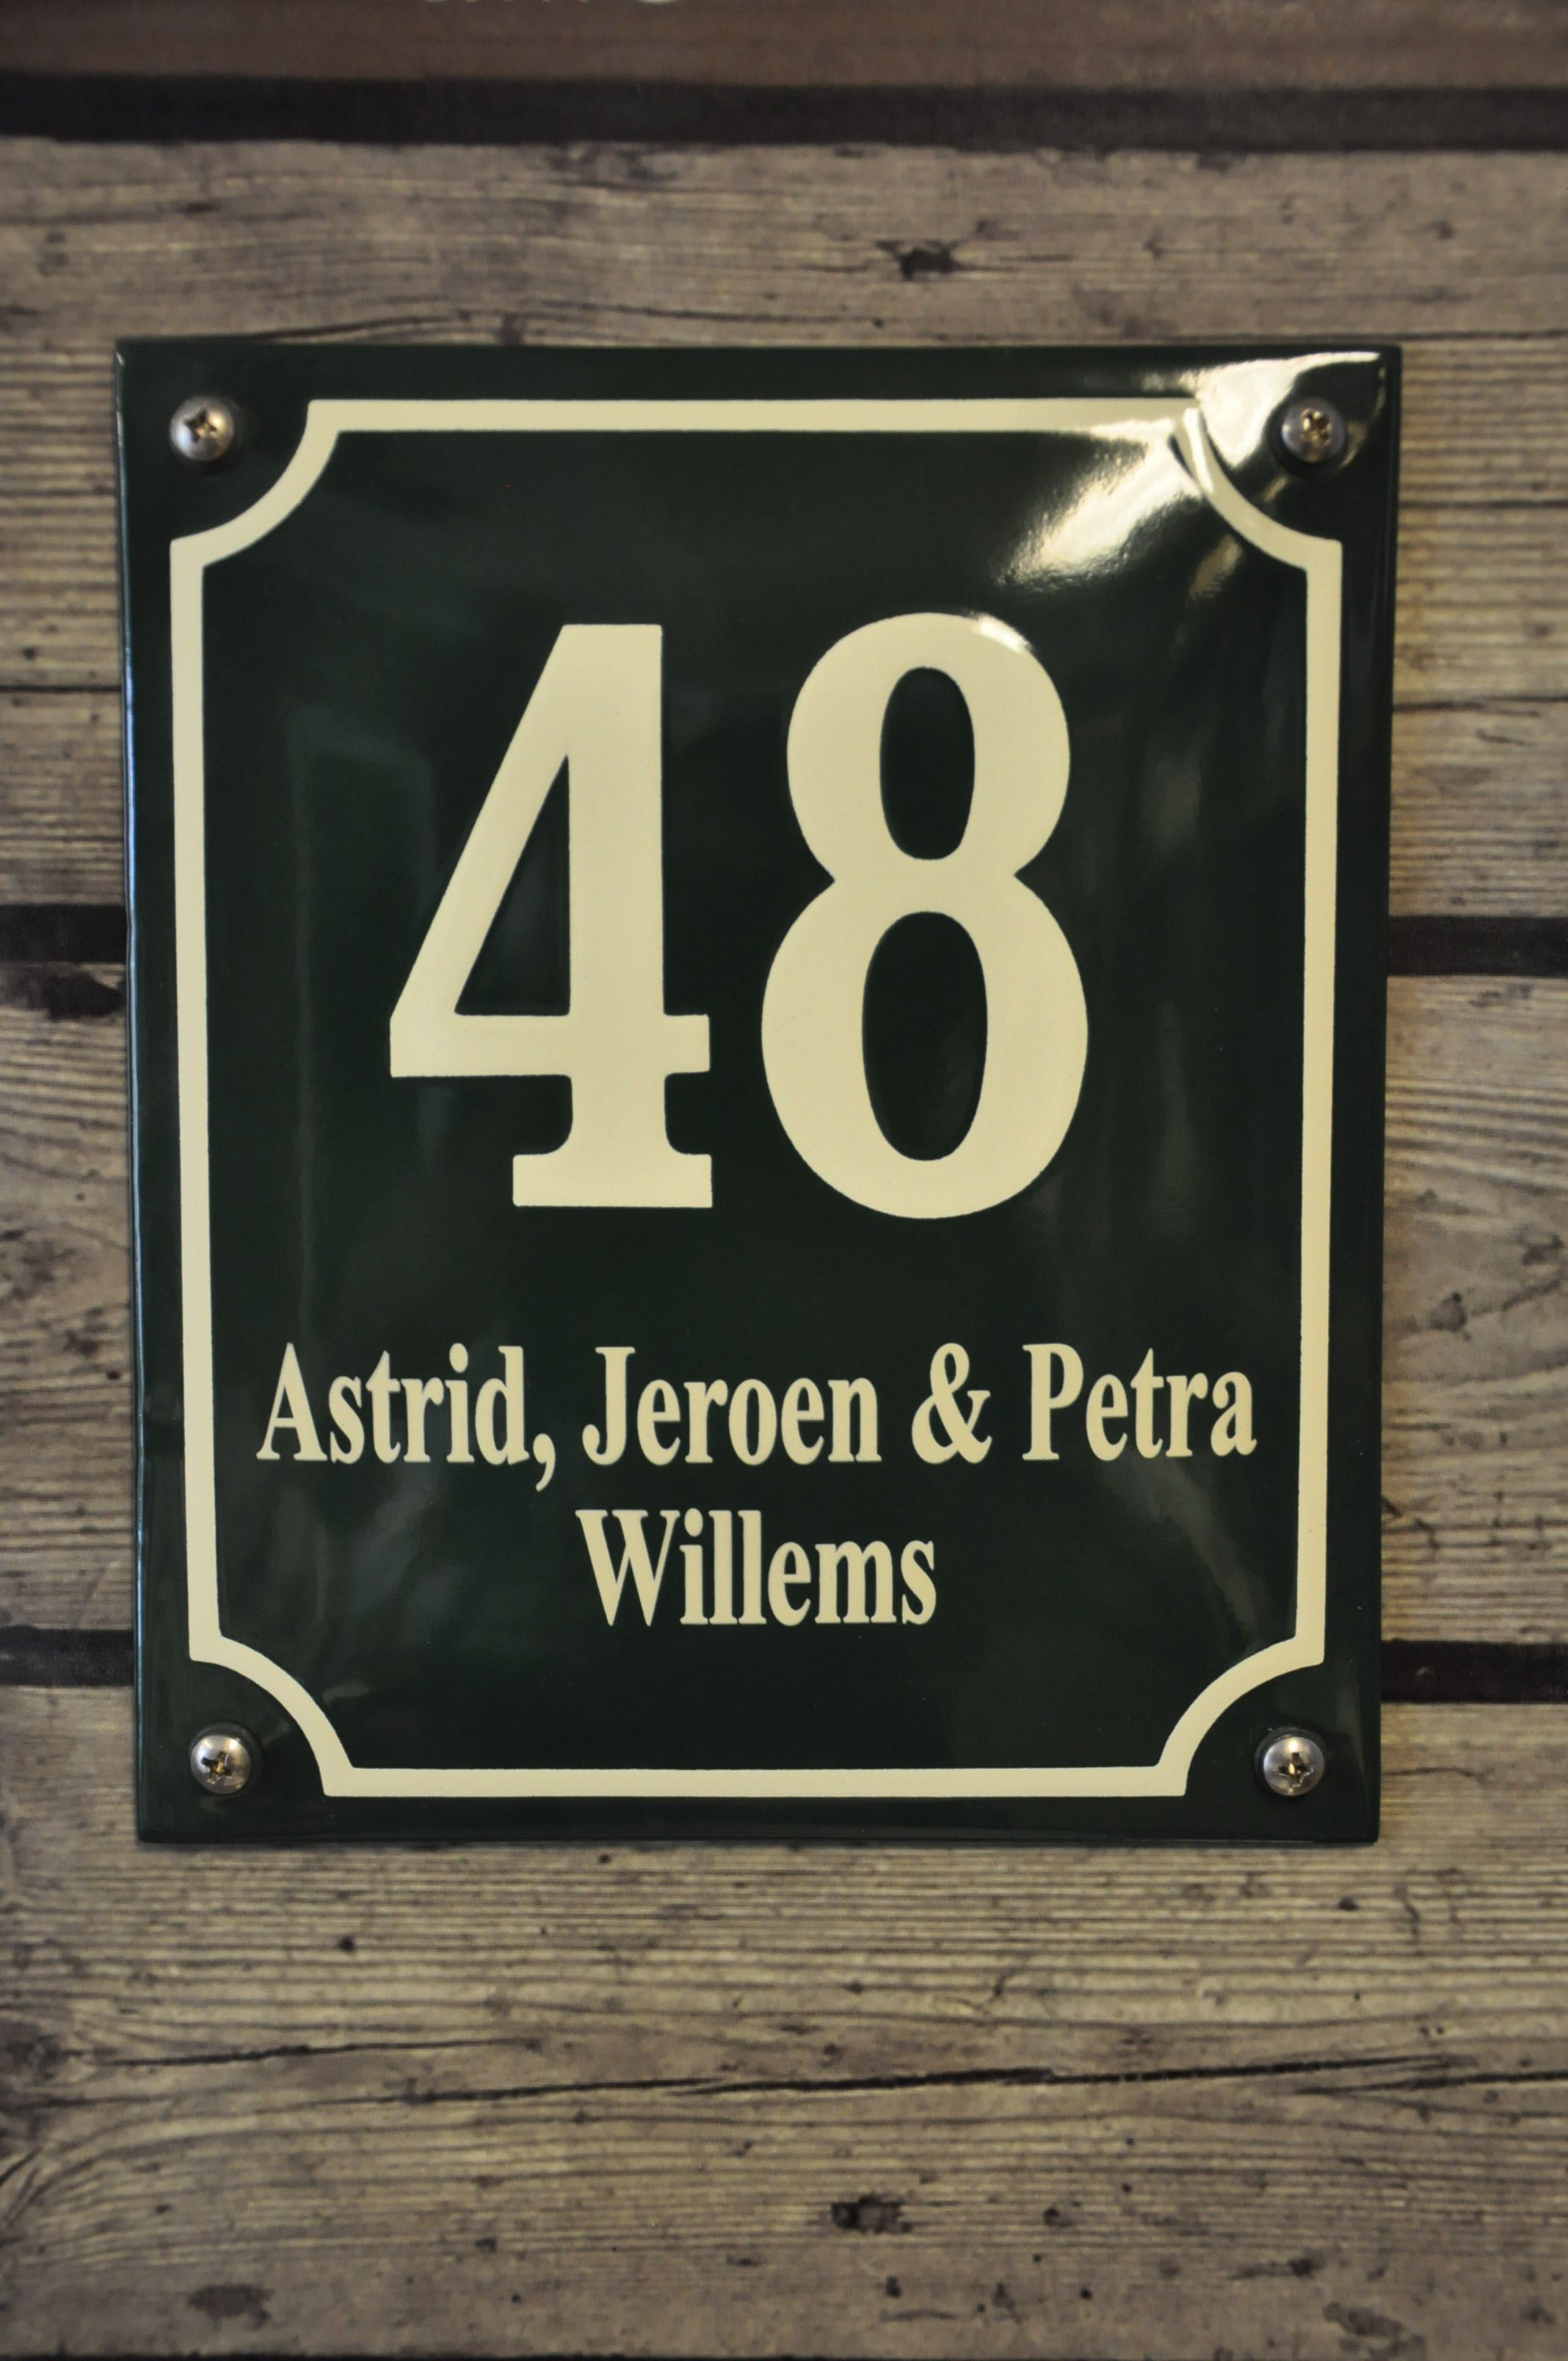 48
Astrid, Jeroen & Petra
Willems